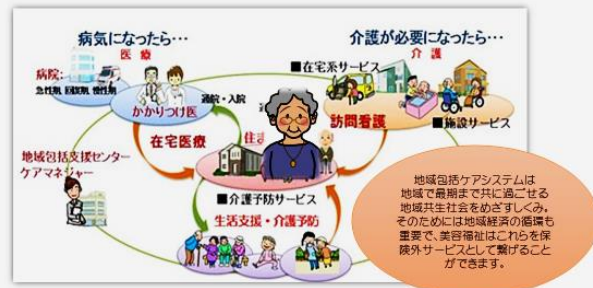 病気になったら…
医 療
病院:
急性期、回復期、慢性期
かかりつけ医
通院・入院
在宅医療
介護が必要になったら…
介 護
■在宅系サービス
訪問看護
■施設サービス
地域包括支援センター
ケアマネジャー
■介護予防サービス
生活支援・介護予防
地域包括ケアシステムは
地域で最期まで共に過ごせる
地域共生社会をめざすしくみ。
そのためには地域経済の循環も
重要で、美容福祉はこれらを保
険外サービスとして繋げること
ができます。